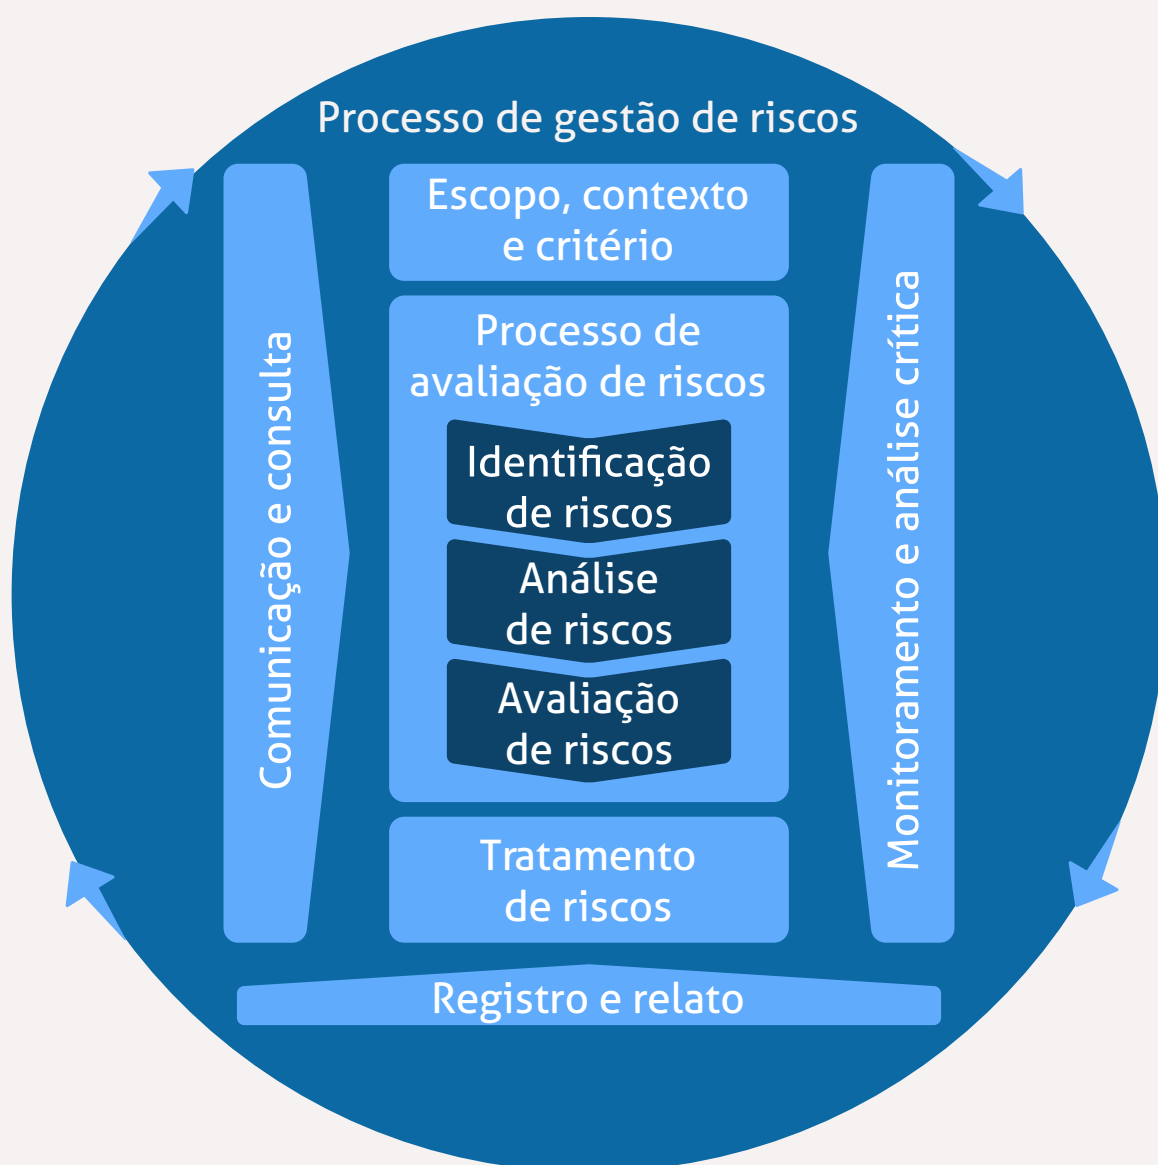 Processo de gestão de riscos
Comunicação e consulta
Escopo, contexto
e critério
Processo de
avaliação de riscos
Identificação
de riscos
Análise
de riscos
Avaliação
de riscos
Tratamento
de riscos
Monitoramento e análise crítica
Registro e relato